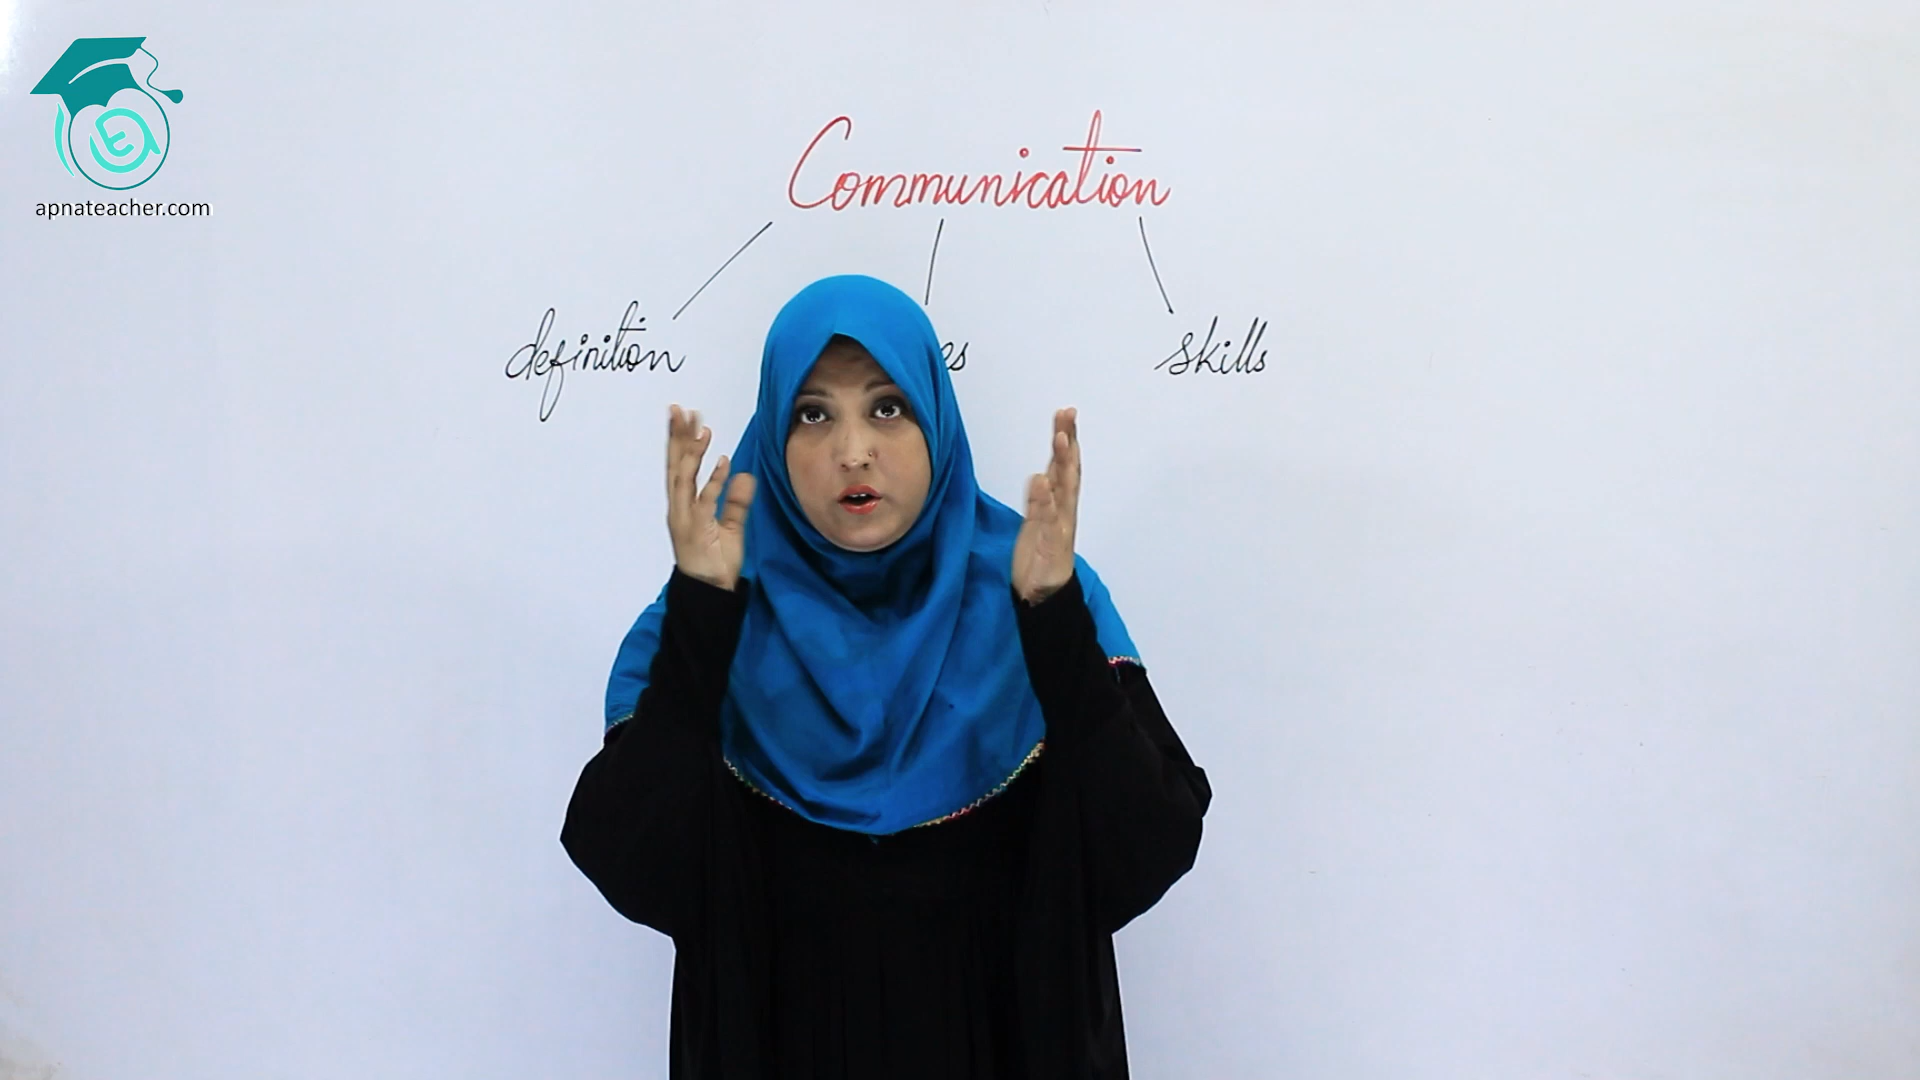 apnateacher.com
Communication
definition
skills